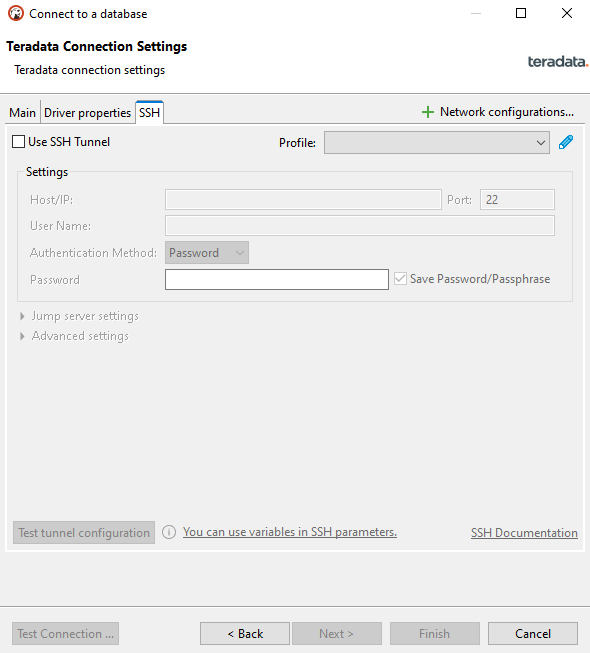 Connect to a database
Teradata Connection Settings
Teradata connection settings
teradata.
Main Driver properties SSH Network configurations...
Use SSH Tunnel Profile:
Settings
Host/IP: Port: 22
User Name:
Authentication Method: Password
Password Save Password/Passphrase
Jump server settings
Advanced settings
Test tunnel configuration You can use variables in SSH parameters. SSH Documentation
Test Connection ... < Back Next > Finish Cancel